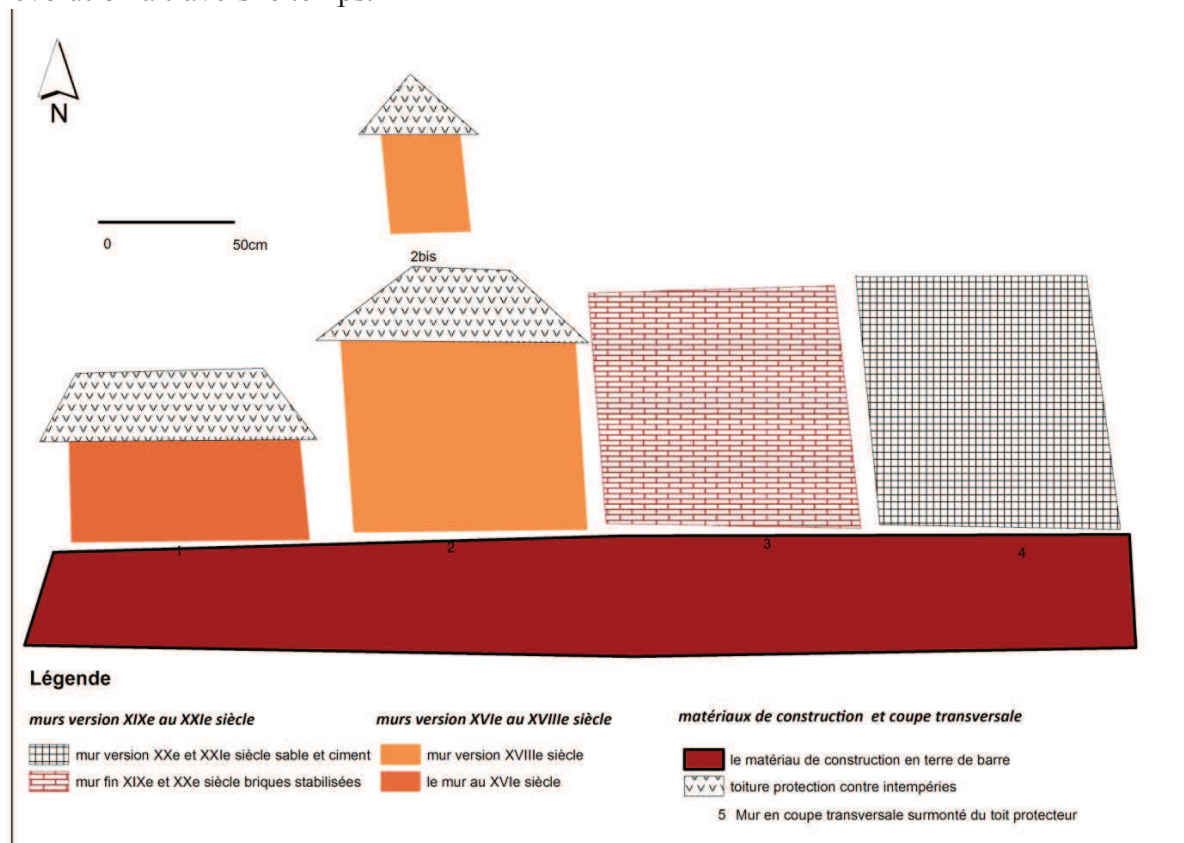 N
0 50cm
2bis
1 2 3 4
Légende
murs version XIXe au XXIe siècle
mur version XXe et XXIe siècle sable et ciment
mur fin XIXe et XXe siècle briques stabilisées
murs version XVIe au XVIIIe siècle
mur version XVIIIe siècle
le mur au XVIe siècle
matériaux de construction et coupe transversale
le matériau de construction en terre de barre
toiture protection contre intempéries
5 Mur en coupe transversale surmonté du toit protecteur